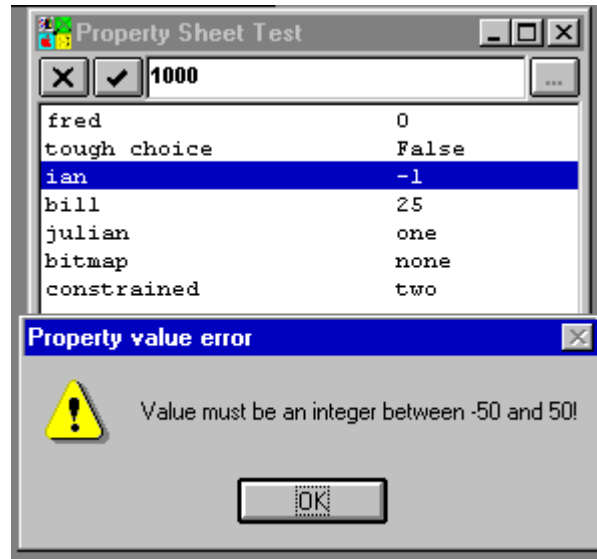 Property Sheet Test
1000
...
fred 0
tough choice False
ian -1
bill 25
julian one
bitmap none
constrained two
Property value error
Value must be an integer between -50 and 50!
OK